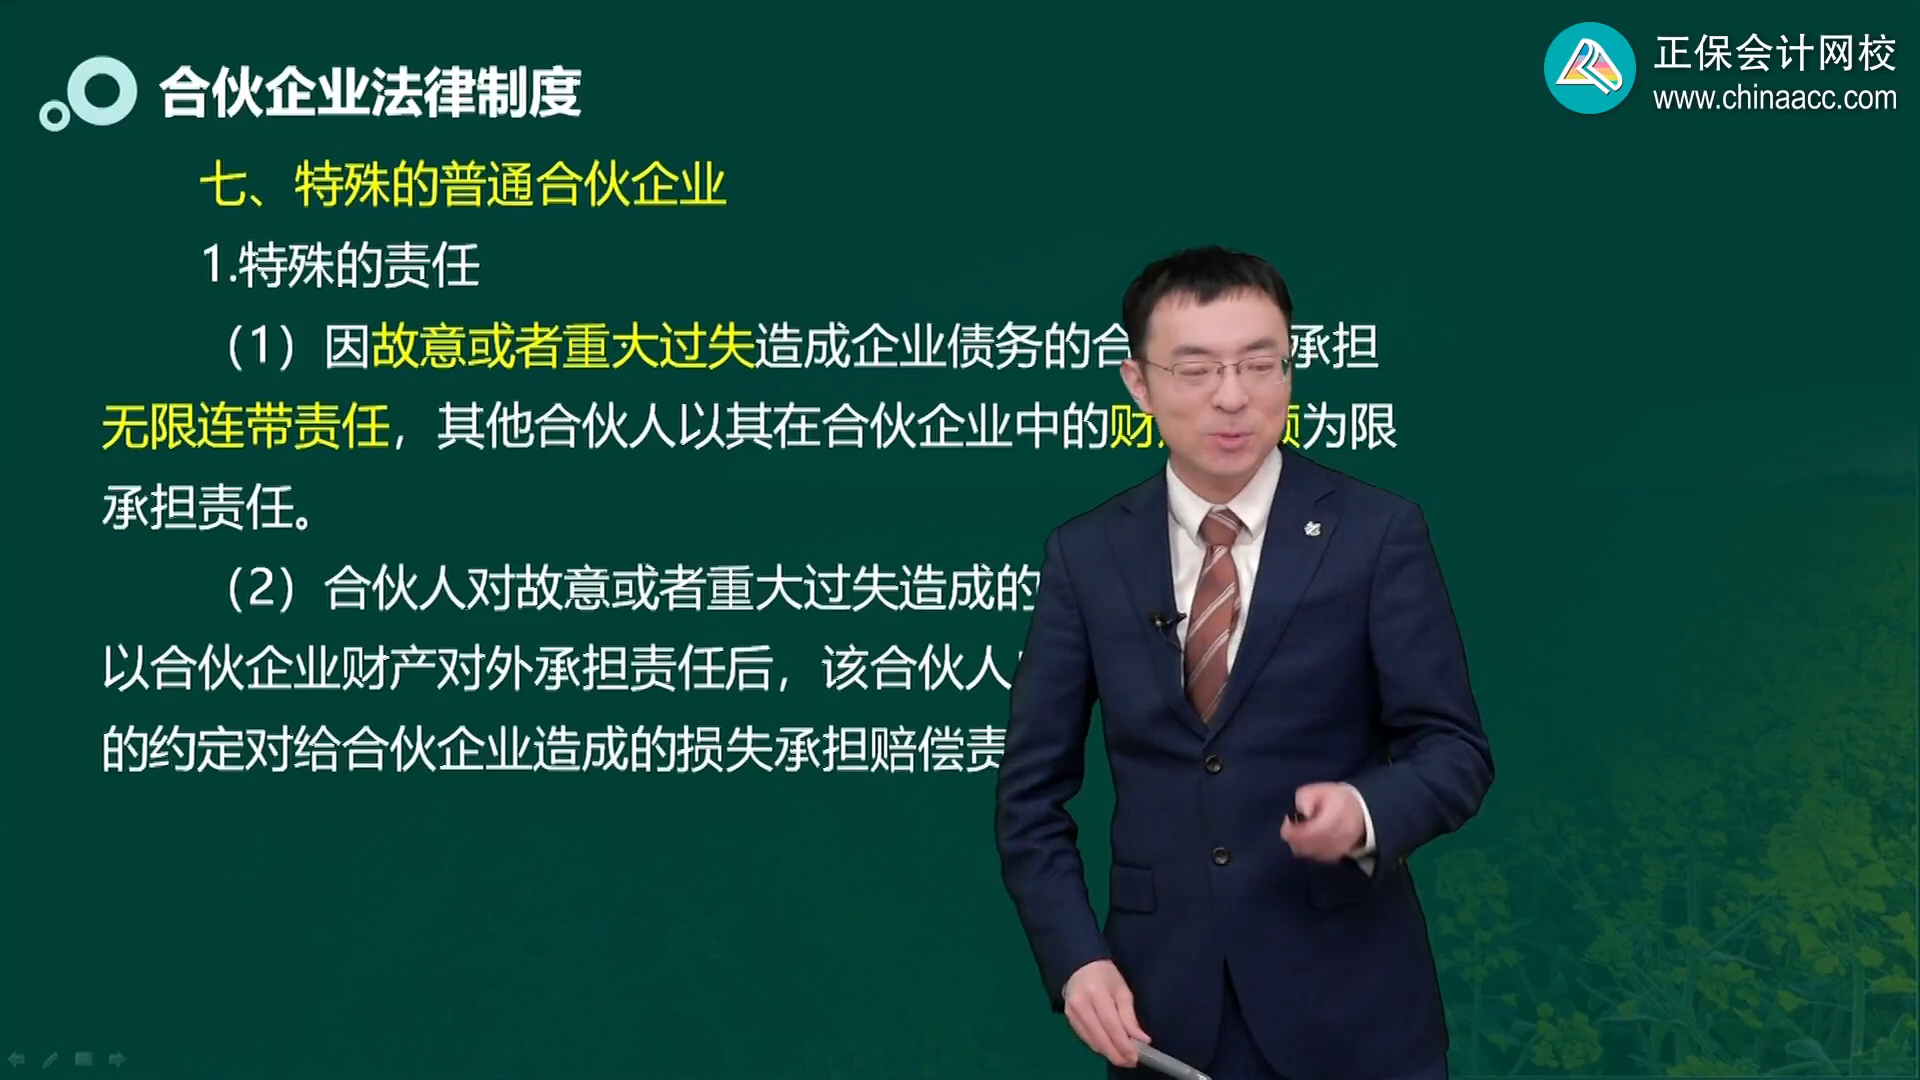 正保会计网校
www.chinaacc.com
合伙企业法律制度
七、特殊的普通合伙企业
1.特殊的责任
（1）因故意或者重大过失造成企业债务的合 承担
无限连带责任，其他合伙人以其在合伙企业中的财 为限
承担责任。
（2）合伙人对故意或者重大过失造成的
以合伙企业财产对外承担责任后，该合伙人
的约定对给合伙企业造成的损失承担赔偿责